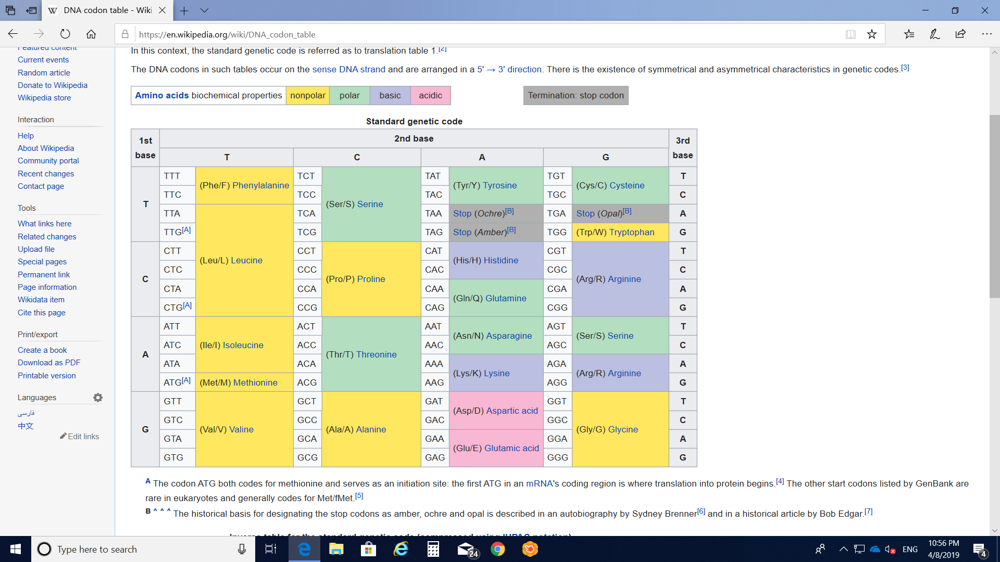 DNA codon table - Wiki
https://en.wikipedia.org/wiki/DNA_codon_table
Featured content
Current events
Random article
Donate to Wikipedia
Wikipedia store
Interaction
Help
About Wikipedia
Community portal
Recent changes
Contact page
Tools
What links here
Related changes
Upload file
Special pages
Permanent link
Page information
Wikidata item
Cite this page
Print/export
Create a book
Download as PDF
Printable version
Languages
فارسی
中文
Edit links
In this context, the standard genetic code is referred as to translation table 1.[2]
The DNA codons in such tables occur on the sense DNA strand and are arranged in a 5' → 3' direction. There is the existence of symmetrical and asymmetrical characteristics in genetic codes.[3]
Amino acids biochemical properties nonpolar polar basic acidic Termination: stop codon
Standard genetic code
1st base 2nd base 3rd base
T C A G
T TTT (Phe/F) Phenylalanine TCT (Ser/S) Serine TAT (Tyr/Y) Tyrosine TGT (Cys/C) Cysteine T
TTC TCC TAC TGC C
TTA (Leu/L) Leucine TCA TAA Stop (Ochre)[B] TGA Stop (Opal)[B] A
TTG[A] TCG TAG Stop (Amber)[B] TGG (Trp/W) Tryptophan G
C CTT CCT (Pro/P) Proline CAT (His/H) Histidine CGT (Arg/R) Arginine T
CTC CCC CAC CGC C
CTA CCA CAA (Gln/Q) Glutamine CGA A
CTG[A] CCG CAG CGG G
A ATT (Ile/I) Isoleucine ACT (Thr/T) Threonine AAT (Asn/N) Asparagine AGT (Ser/S) Serine T
ATC ACC AAC AGC C
ATA ACA AAA (Lys/K) Lysine AGA (Arg/R) Arginine A
ATG[A] (Met/M) Methionine ACG AAG AGG G
G GTT (Val/V) Valine GCT (Ala/A) Alanine GAT (Asp/D) Aspartic acid GGT (Gly/G) Glycine T
GTC GCC GAC GGC C
GTA GCA GAA (Glu/E) Glutamic acid GGA A
GTG GCG GAG GGG G
A The codon ATG both codes for methionine and serves as an initiation site: the first ATG in an mRNA's coding region is where translation into protein begins.[4] The other start codons listed by GenBank are
rare in eukaryotes and generally codes for Met/fMet.[5]
B ^ ^ ^ The historical basis for designating the stop codons as amber, ochre and opal is described in an autobiography by Sydney Brenner[6] and in a historical article by Bob Edgar.[7]
Inverse table for the standard genetic code (compressed using IUPAC notation)
Type here to search
24
ENG
10:56 PM
4/8/2019
4